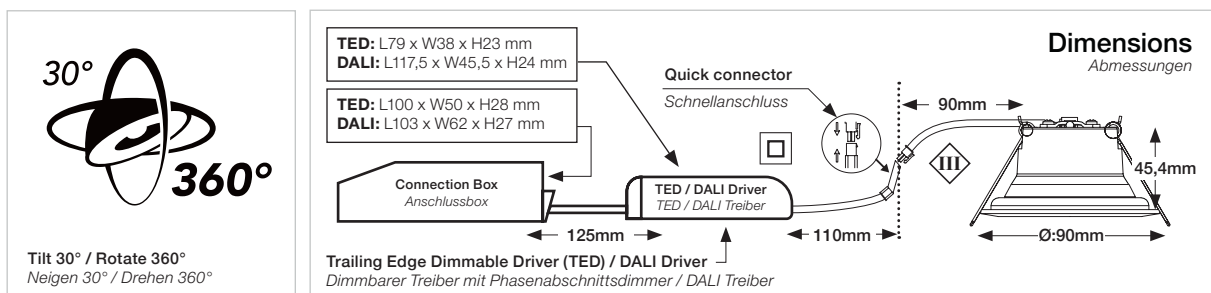 30°
360°
Tilt 30° / Rotate 360°
Neigen 30° / Drehen 360°
TED: L79 x W38 x H23 mm
DALI: L117,5 x W45,5 x H24 mm
TED: L100 x W50 x H28 mm
DALI: L103 x W62 x H27 mm
Connection Box
Anschlussbox
125mm
Quick connector
Schnellanschluss
TED / DALI Driver
TED / DALI Treiber
110mm
Trailing Edge Dimmable Driver (TED) / DALI Driver
Dimmbarer Treiber mit Phasenabschnittsdimmer / DALI Treiber
Dimensions
Abmessungen
90mm
III
45,4mm
Ø:90mm